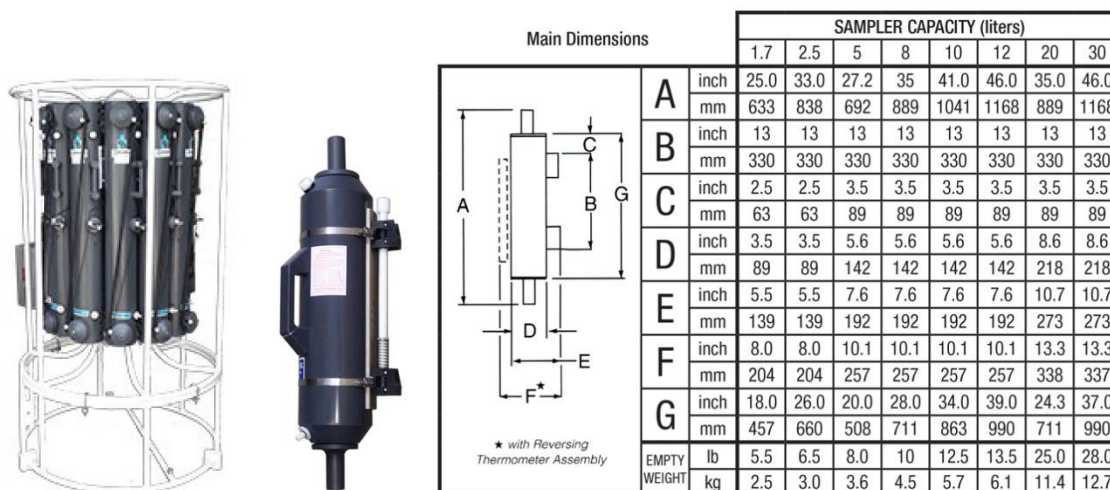 Main Dimensions
SAMPLER CAPACITY (liters)
1.7 2.5 5 8 10 12 20 30
A inch 25.0 33.0 27.2 35 41.0 46.0 35.0 46.0
mm 633 838 692 889 1041 1168 889 1168
B inch 13 13 13 13 13 13 13 13
mm 330 330 330 330 330 330 330 330
C inch 2.5 2.5 3.5 3.5 3.5 3.5 3.5 3.5
mm 63 63 89 89 89 89 89 89
D inch 3.5 3.5 5.6 5.6 5.6 5.6 8.6 8.6
mm 89 89 142 142 142 142 218 218
E inch 5.5 5.5 7.6 7.6 7.6 7.6 10.7 10.7
mm 139 139 192 192 192 192 273 273
F inch 8.0 8.0 10.1 10.1 10.1 10.1 13.3 13.3
mm 204 204 257 257 257 257 338 337
G inch 18.0 26.0 20.0 28.0 34.0 39.0 24.3 37.0
mm 457 660 508 711 863 990 711 990
EMPTY WEIGHT lb 5.5 6.5 8.0 10 12.5 13.5 25.0 28.0
kg 2.5 3.0 3.6 4.5 5.7 6.1 11.4 12.7
C
A B G
D
E
F★
★ with Reversing
Thermometer Assembly